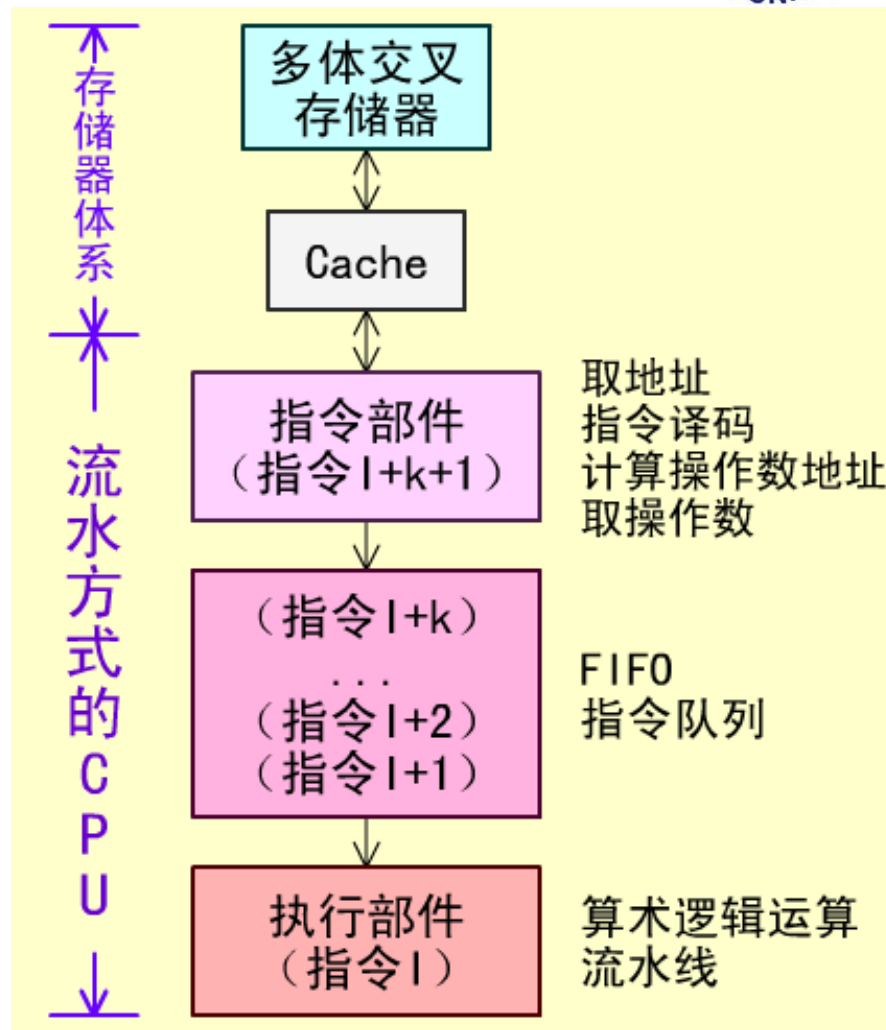 多体交叉
存储器
存储器体系
Cache
指令部件
（指令I+k+1）
取地址
指令译码
计算操作数地址
取操作数
流水方式的CPU
（指令I+k）
...
（指令I+2）
（指令I+1）
FIFO
指令队列
执行部件
（指令I）
算术逻辑运算
流水线